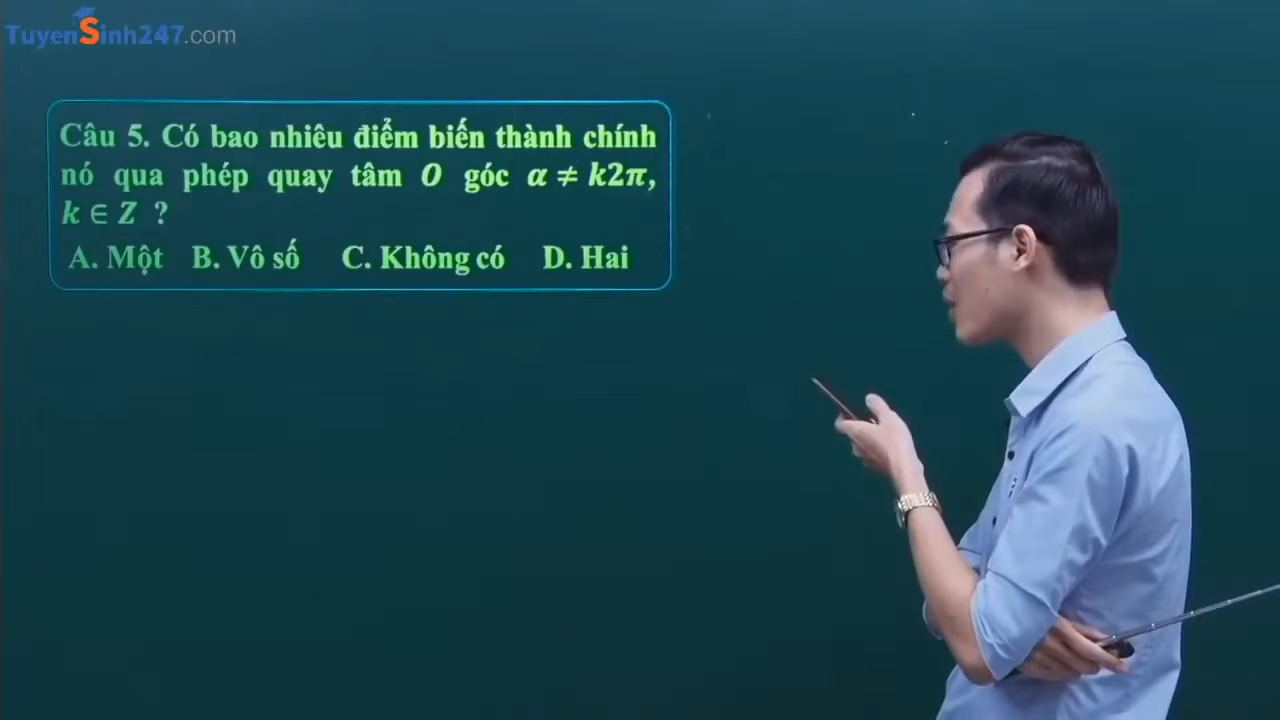 TuyenSinh247.com
Câu 5. Có bao nhiêu điểm biến thành chính
nó qua phép quay tâm O góc α ≠ k2π,
k ∈ Z ?
A. Một B. Vô số C. Không có D. Hai